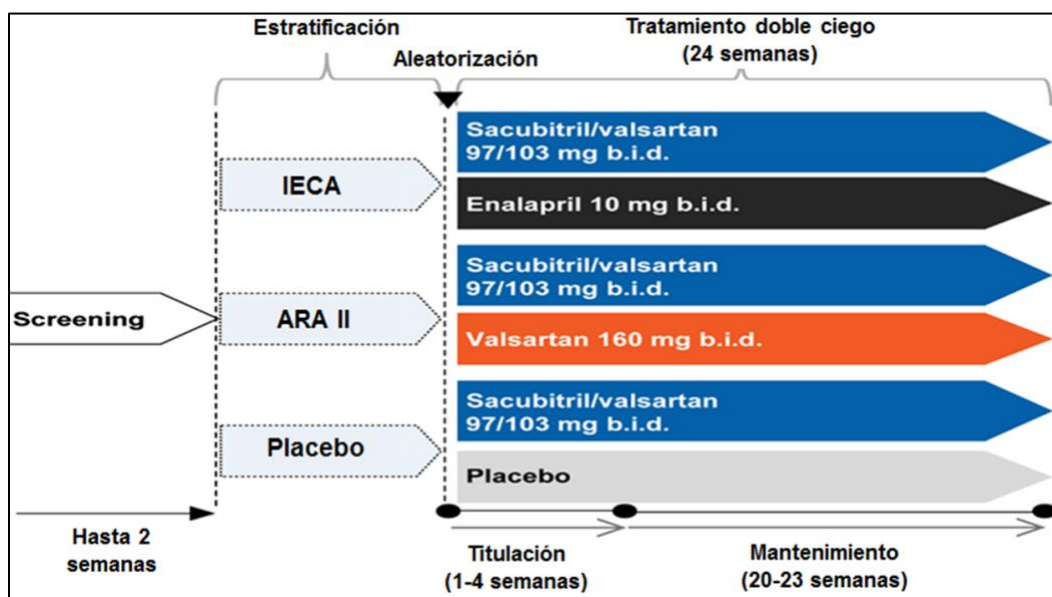 Estratificación
Aleatorización
Tratamiento doble ciego
(24 semanas)
Screening
IECA
ARA II
Placebo
Sacubitril/valsartan
97/103 mg b.i.d.
Enalapril 10 mg b.i.d.
Sacubitril/valsartan
97/103 mg b.i.d.
Valsartan 160 mg b.i.d.
Sacubitril/valsartan
97/103 mg b.i.d.
Placebo
Hasta 2
semanas
Titulación
(1-4 semanas)
Mantenimiento
(20-23 semanas)